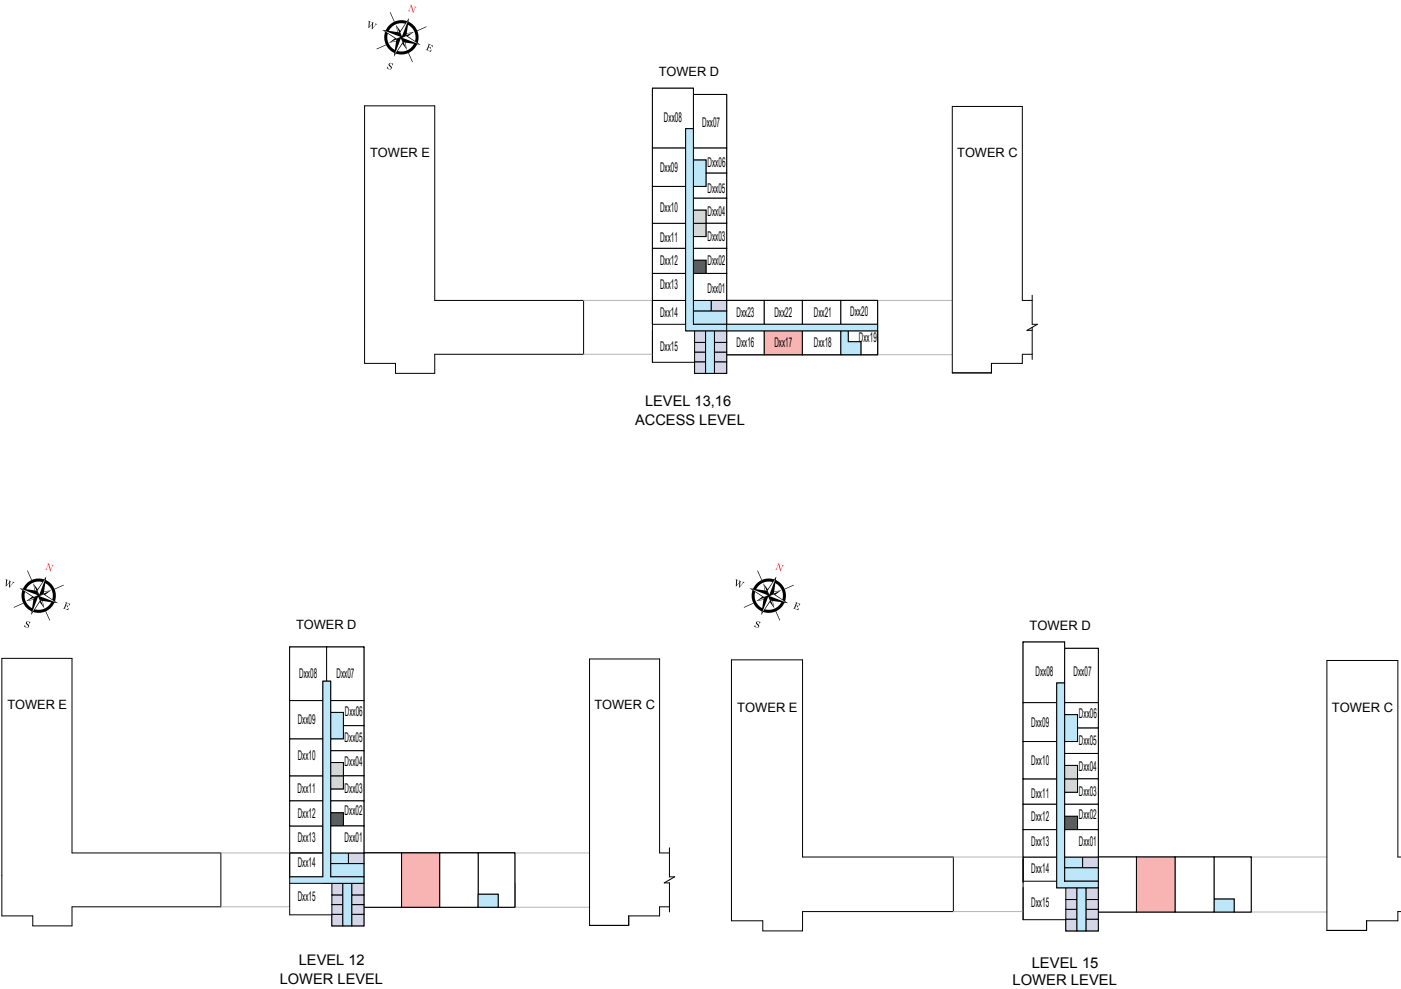 N
W
E
S
TOWER D
Dxx08
Dxx07
TOWER E
TOWER C
Dxx09
Dxx06
Dxx05
Dxx10
Dxx04
Dxx11
Dxx03
Dxx12
Dxx02
Dxx13
Dxx01
Dxx14
Dxx23
Dxx22
Dxx21
Dxx20
Dxx15
Dxx16
Dxx17
Dxx18
Dxx19
LEVEL 13,16
ACCESS LEVEL
N
W
E
S
TOWER D
Dxx08
Dxx07
TOWER E
TOWER C
Dxx09
Dxx06
Dxx05
Dxx10
Dxx04
Dxx11
Dxx03
Dxx12
Dxx02
Dxx13
Dxx01
Dxx14
Dxx15
LEVEL 12
LOWER LEVEL
N
W
E
S
TOWER D
Dxx08
Dxx07
TOWER E
TOWER C
Dxx09
Dxx06
Dxx05
Dxx10
Dxx04
Dxx11
Dxx03
Dxx12
Dxx02
Dxx13
Dxx01
Dxx14
Dxx15
LEVEL 15
LOWER LEVEL